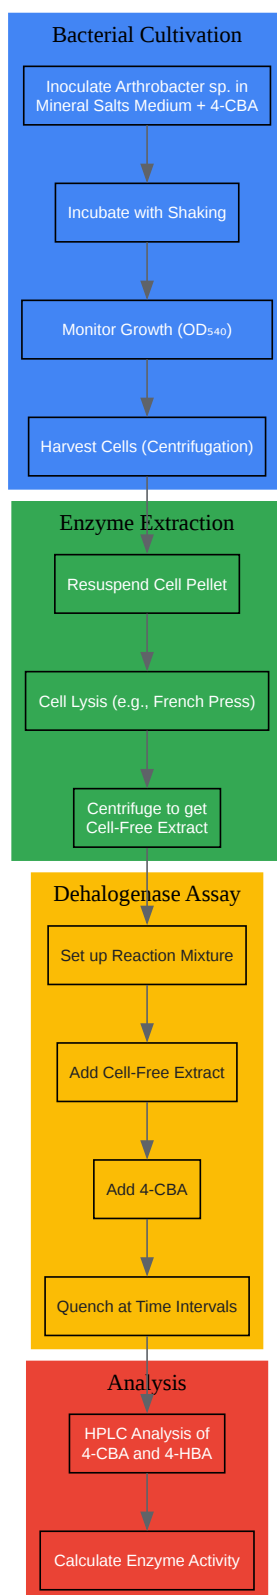 Bacterial Cultivation
Inoculate Arthrobacter sp. in
Mineral Salts Medium + 4-CBA
Incubate with Shaking
Monitor Growth (OD₅₄₀)
Harvest Cells (Centrifugation)
Enzyme Extraction
Resuspend Cell Pellet
Cell Lysis (e.g., French Press)
Centrifuge to get
Cell-Free Extract
Dehalogenase Assay
Set up Reaction Mixture
Add Cell-Free Extract
Add 4-CBA
Quench at Time Intervals
Analysis
HPLC Analysis of
4-CBA and 4-HBA
Calculate Enzyme Activity